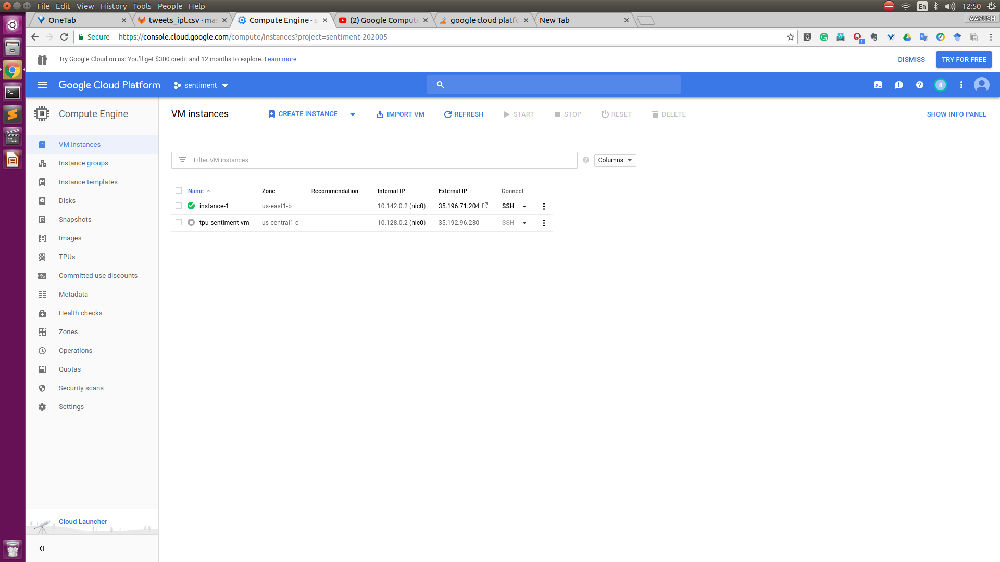 File Edit View History Tools People Help
En
12:50
OneTab
tweets_ipl.csv · ma
Compute Engine - s
(2) Google Comput
google cloud platfo
New Tab
AAYUSH
Secure https://console.cloud.google.com/compute/instances?project=sentiment-202005
1
Try Google Cloud on us: You'll get $300 credit and 12 months to explore. Learn more
DISMISS
TRY FOR FREE
Google Cloud Platform
sentiment
8
Compute Engine
VM instances
CREATE INSTANCE
IMPORT VM
REFRESH
START
STOP
RESET
DELETE
SHOW INFO PANEL
VM instances
Instance groups
Instance templates
Disks
Snapshots
Images
TPUs
Committed use discounts
Metadata
Health checks
Zones
Operations
Quotas
Security scans
Settings
Cloud Launcher
Filter VM instances
Columns
Name Zone Recommendation Internal IP External IP Connect
instance-1 us-east1-b 10.142.0.2 (nic0) 35.196.71.204 SSH
tpu-sentiment-vm us-central1-c 10.128.0.2 (nic0) 35.192.96.230 SSH